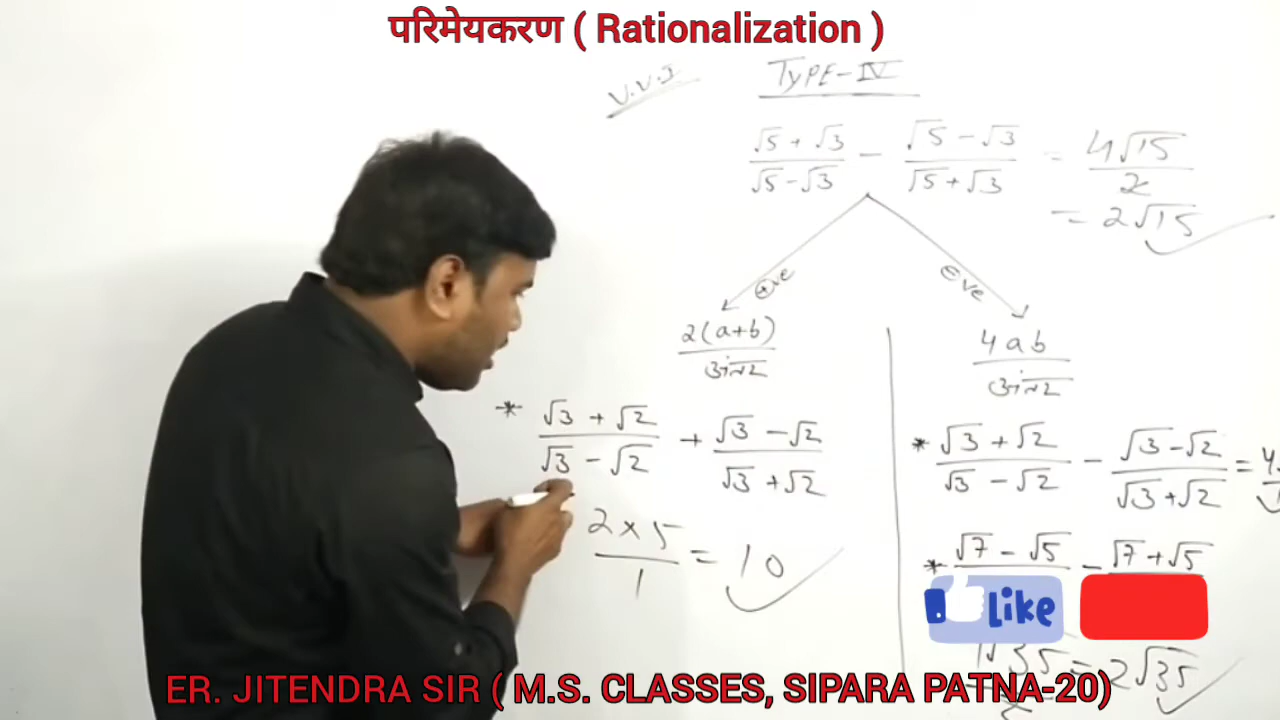 परिमेयकरण ( Rationalization )
V.V.I
TYPE-IV
(√5 + √3)/(√5 - √3) - (√5 - √3)/(√5 + √3) = 4√15/2
= 2√15
⊕ve
⊖ve
2(a+b)/अन्तर
4ab/अन्तर
* (√3 + √2)/(√3 - √2) + (√3 - √2)/(√3 + √2)
2 × 5/1 = 10
* (√3 + √2)/(√3 - √2) - (√3 - √2)/(√3 + √2) =
* √7 - √5 - √7 + √5
Like
√35 = 2√35
ER. JITENDRA SIR ( M.S. CLASSES, SIPARA PATNA-20)